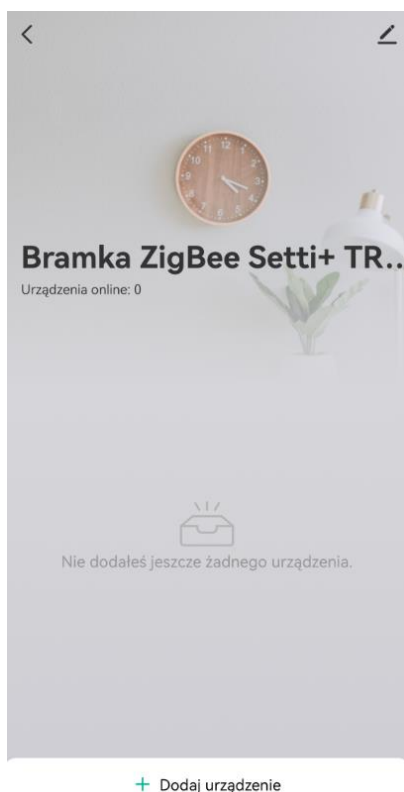 Bramka ZigBee Setti+ TR..
Urządzenia online: 0
Nie dodałeś jeszcze żadnego urządzenia.
+ Dodaj urządzenie